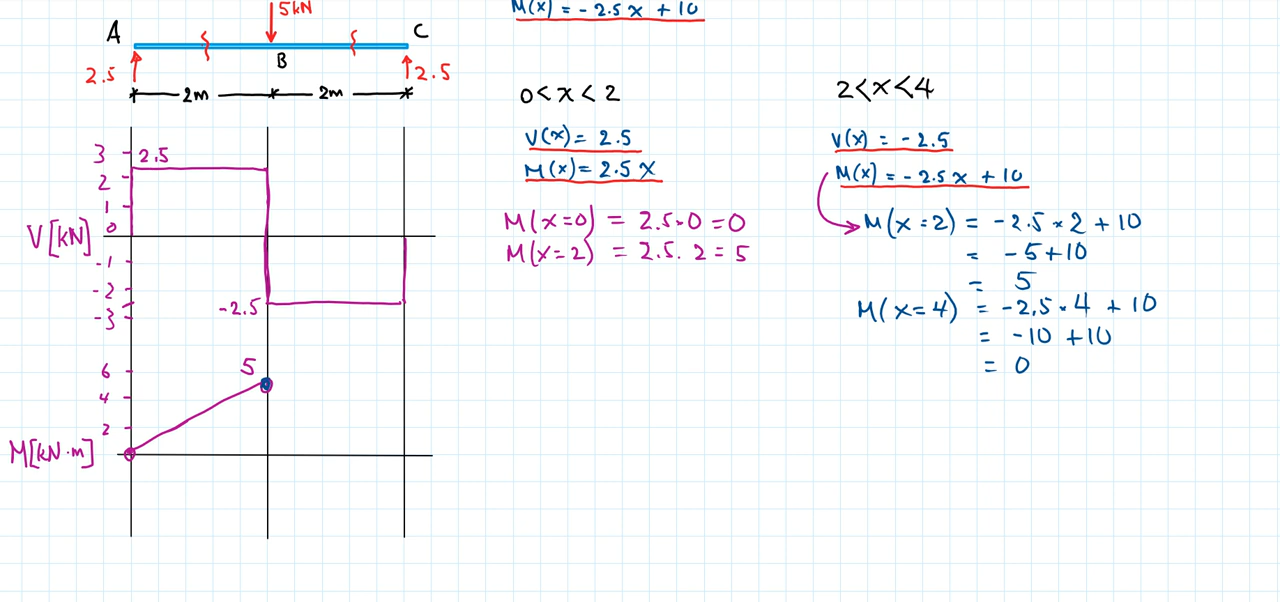 M(x) = -2.5x + 10
5kN
A
C
B
2.5
2.5
2m
2m
0<x<2
2<x<4
V(x) = 2.5
M(x) = 2.5x
V(x) = -2.5
M(x) = -2.5x + 10
M(x=0) = 2.5·0 = 0
M(x=2) = 2.5. 2 = 5
M(x=2) = -2.5 × 2 + 10
= -5+10
= 5
M(x=4) = -2.5 × 4 + 10
= -10 +10
= 0
3
2.5
2
1
0
V[kN]
-1
-2
-2.5
-3
6
5
4
2
M[kN·m]